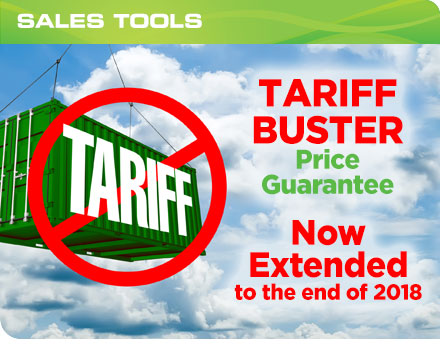 SALES TOOLS
TARIFF
TARIFF
BUSTER
Price
Guarantee
Now
Extended
to the end of 2018